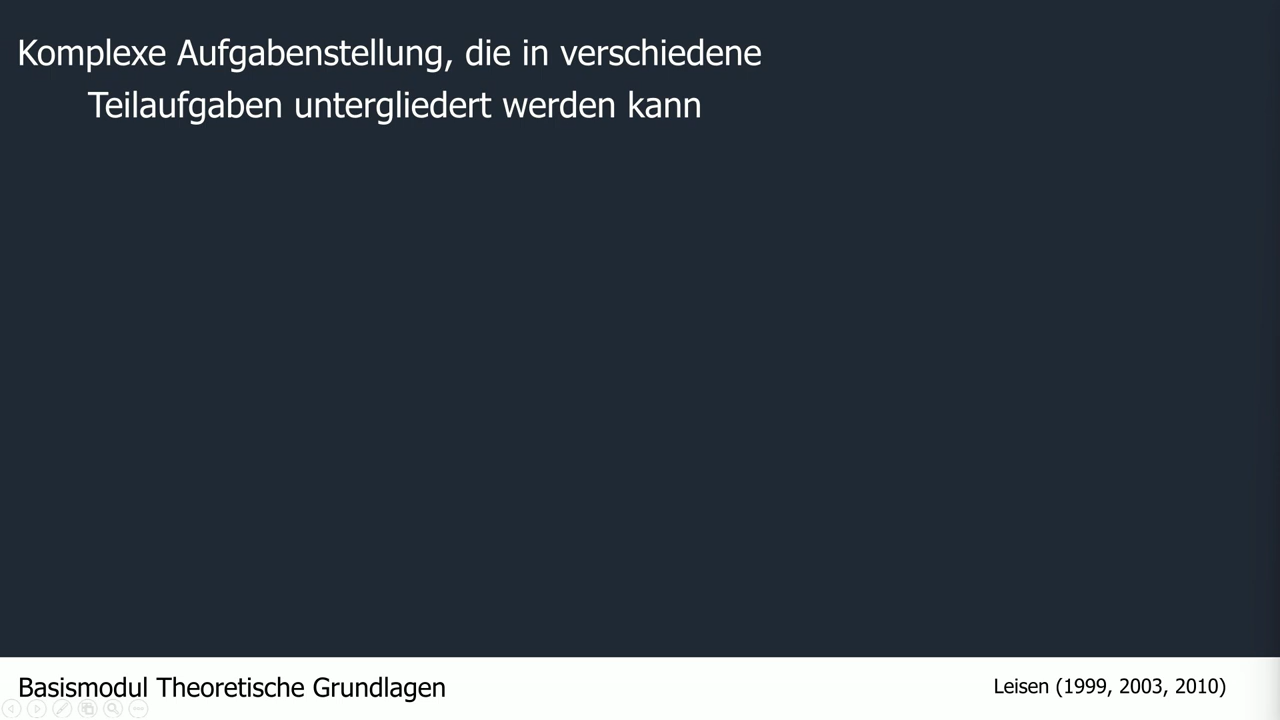 Komplexe Aufgabenstellung, die in verschiedene
Teilaufgaben untergliedert werden kann
Basismodul Theoretische Grundlagen
Leisen (1999, 2003, 2010)